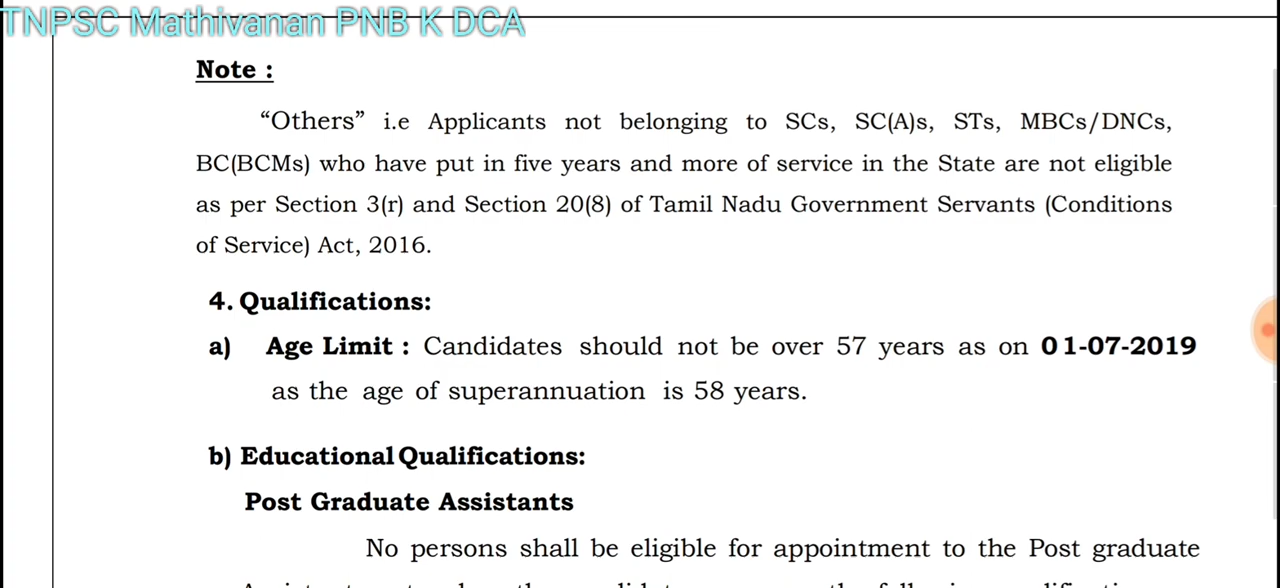 TNPSC Mathivanan PNB K DCA
Note :
“Others” i.e Applicants not belonging to SCs, SC(A)s, STs, MBCs/DNCs,
BC(BCMs) who have put in five years and more of service in the State are not eligible
as per Section 3(r) and Section 20(8) of Tamil Nadu Government Servants (Conditions
of Service) Act, 2016.
4. Qualifications:
a) Age Limit : Candidates should not be over 57 years as on 01-07-2019
as the age of superannuation is 58 years.
b) Educational Qualifications:
Post Graduate Assistants
No persons shall be eligible for appointment to the Post graduate